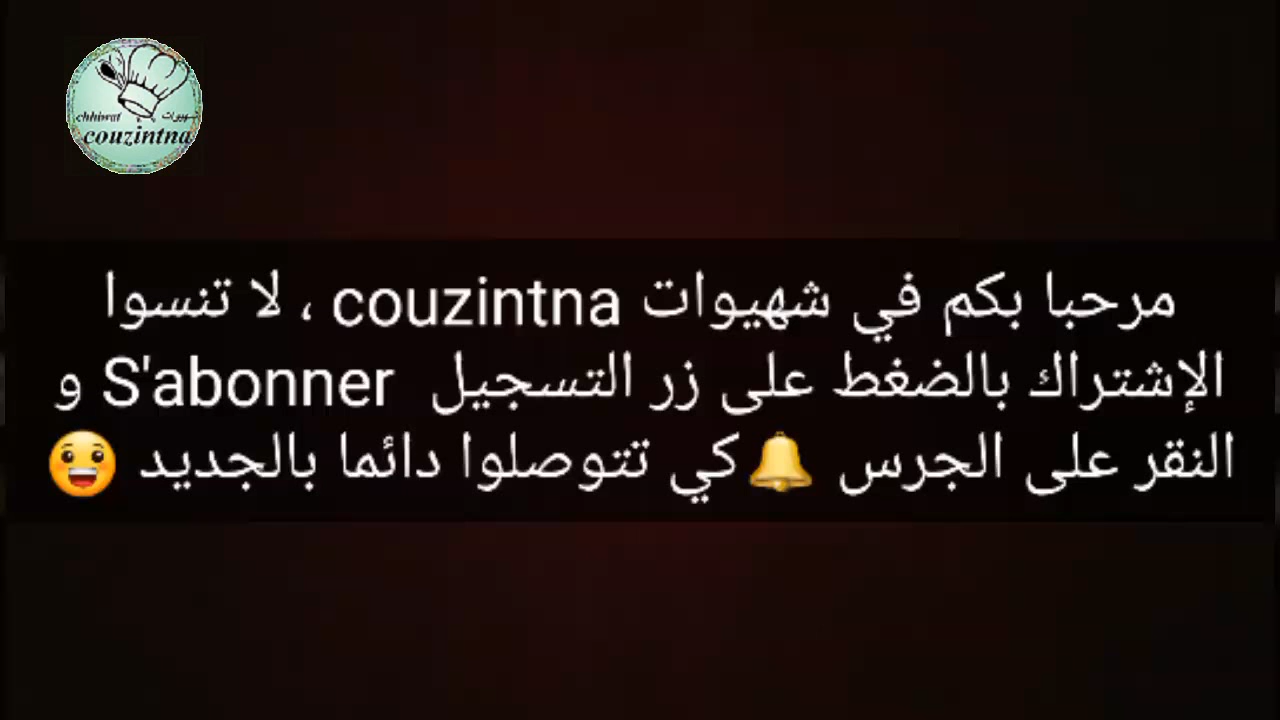 chhiwat شهيوات
couzintna
مرحبا بكم في شهيوات couzintna ، لا تنسوا
الإشتراك بالضغط على زر التسجيل S'abonner و
النقر على الجرس 🔔كي تتوصلوا دائما بالجديد 😀